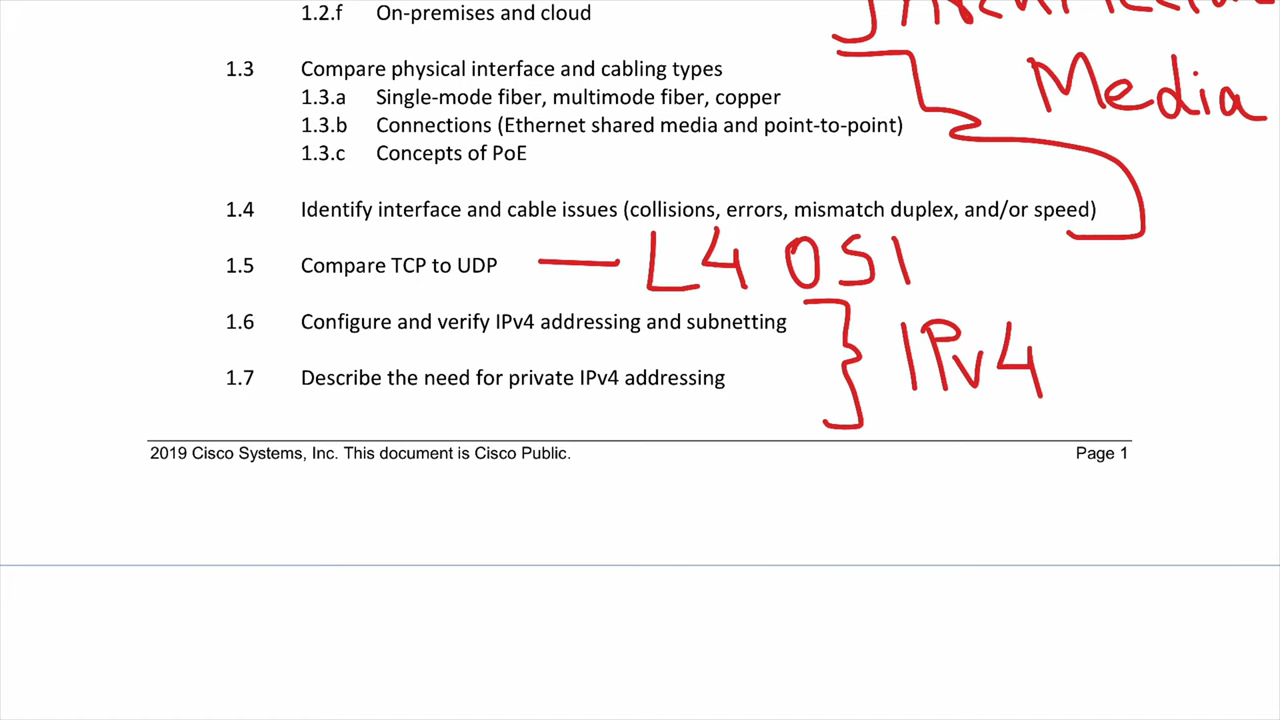 1.2.f On-premises and cloud
1.3 Compare physical interface and cabling types
Media
1.3.a Single-mode fiber, multimode fiber, copper
1.3.b Connections (Ethernet shared media and point-to-point)
1.3.c Concepts of PoE
1.4 Identify interface and cable issues (collisions, errors, mismatch duplex, and/or speed)
1.5 Compare TCP to UDP — L4 OSI
1.6 Configure and verify IPv4 addressing and subnetting
IPv4
1.7 Describe the need for private IPv4 addressing
2019 Cisco Systems, Inc. This document is Cisco Public. Page 1